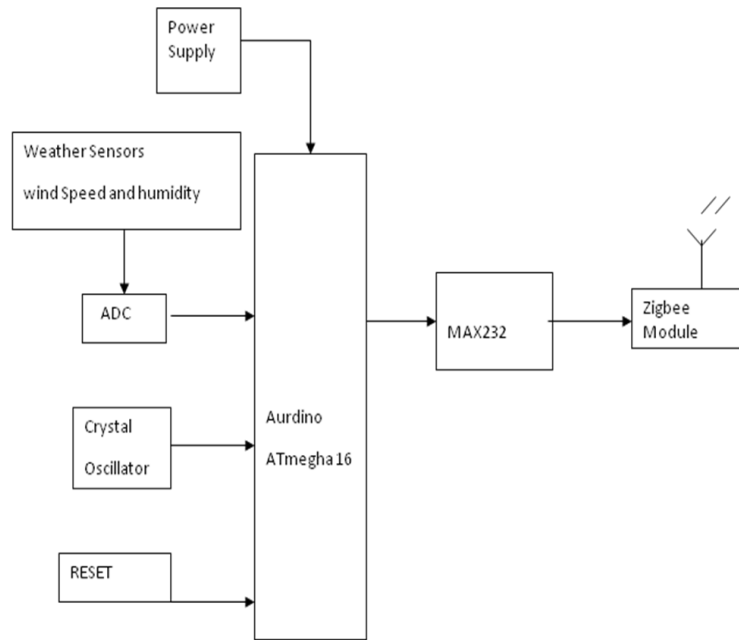 Power
Supply
Weather Sensors
wind Speed and humidity
ADC
Crystal
Oscillator
RESET
Aurdino
ATmegha 16
MAX232
Zigbee
Module